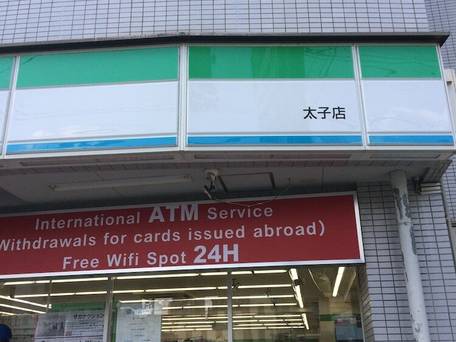 太子店
International ATM Service
Withdrawals for cards issued abroad)
Free Wifi Spot 24H